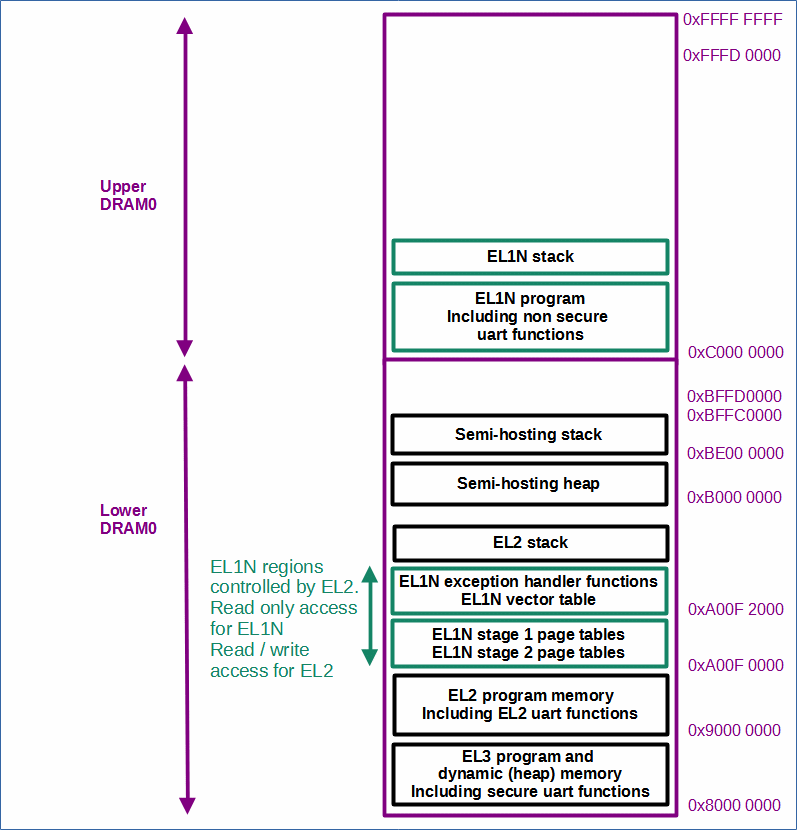 0xFFFF FFFF
0xFFFD 0000
Upper
DRAM0
EL1N stack
EL1N program
Including non secure
uart functions
0xC000 0000
0xBFFD0000
0xBFFC0000
Semi-hosting stack
0xBE00 0000
Semi-hosting heap
0xB000 0000
Lower
DRAM0
EL2 stack
EL1N regions
controlled by EL2.
Read only access
for EL1N
Read / write
access for EL2
EL1N exception handler functions
EL1N vector table
0xA00F 2000
EL1N stage 1 page tables
EL1N stage 2 page tables
0xA00F 0000
EL2 program memory
Including EL2 uart functions
0x9000 0000
EL3 program and
dynamic (heap) memory
Including secure uart functions
0x8000 0000